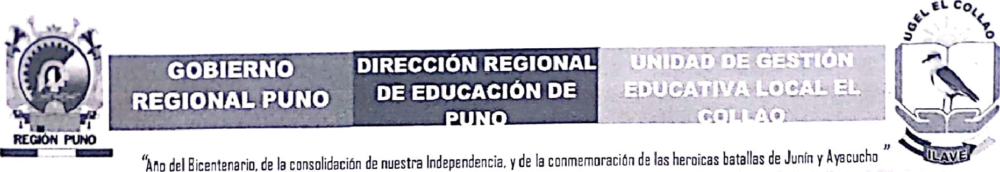 REGIÓN PUNO
GOBIERNO
REGIONAL PUNO
DIRECCIÓN REGIONAL
DE EDUCACIÓN DE
PUNO
UNIDAD DE GESTIÓN
EDUCATIVA LOCAL EL
COLLAO
UGEL EL COLLAO
ILAVE
“Año del Bicentenario, de la consolidación de nuestra Independencia, y de la conmemoración de las heroicas batallas de Junín y Ayacucho”